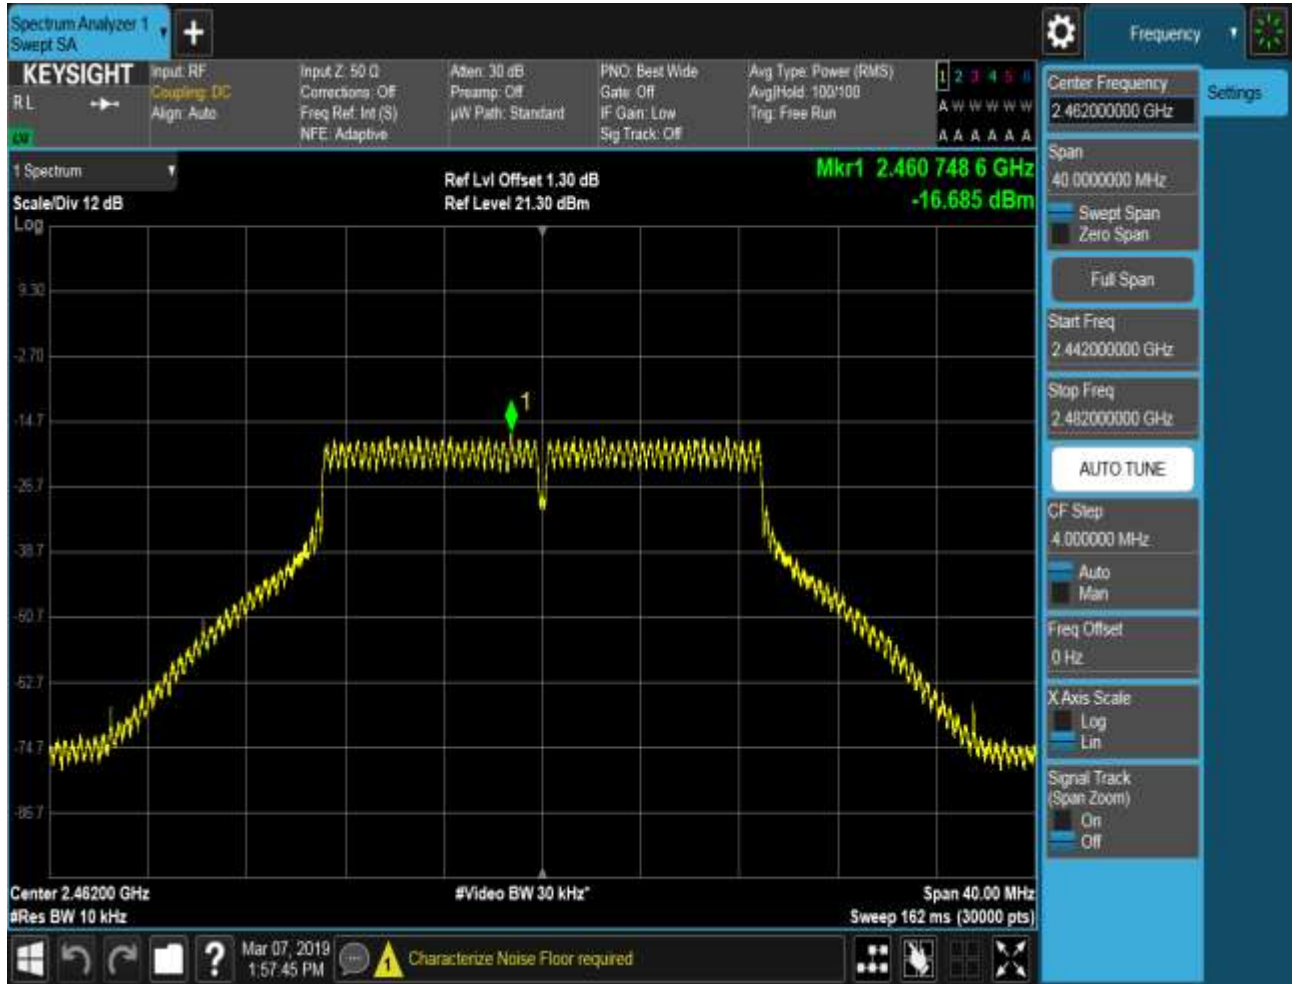 Spectrum Analyzer 1
Swept SA
+
Frequency
KEYSIGHT
R L
Input: RF
Coupling: DC
Align: Auto
Input Z: 50 Ω
Corrections: Off
Freq Ref: Int (S)
NFE: Adaptive
Atten: 30 dB
Preamp: Off
µW Path: Standard
PNO: Best Wide
Gate: Off
IF Gain: Low
Sig Track: Off
Avg Type: Power (RMS)
Avg|Hold: 100/100
Trig: Free Run
1 2 3 4 5 6
A W W W W W
A A A A A A
Center Frequency
2.462000000 GHz
Settings
Span
40.0000000 MHz
Swept Span
Zero Span
Full Span
Start Freq
2.442000000 GHz
Stop Freq
2.482000000 GHz
AUTO TUNE
CF Step
4.000000 MHz
Auto
Man
Freq Offset
0 Hz
X Axis Scale
Log
Lin
Signal Track
(Span Zoom)
On
Off
1 Spectrum
Scale/Div 12 dB
Log
Ref Lvl Offset 1.30 dB
Ref Level 21.30 dBm
Mkr1 2.460 748 6 GHz
-16.685 dBm
9.30
-2.70
-14.7
-26.7
-38.7
-50.7
-62.7
-74.7
-86.7
1
Center 2.46200 GHz
#Res BW 10 kHz
#Video BW 30 kHz*
Span 40.00 MHz
Sweep 162 ms (30000 pts)
?
Mar 07, 2019
1:57:45 PM
1
Characterize Noise Floor required